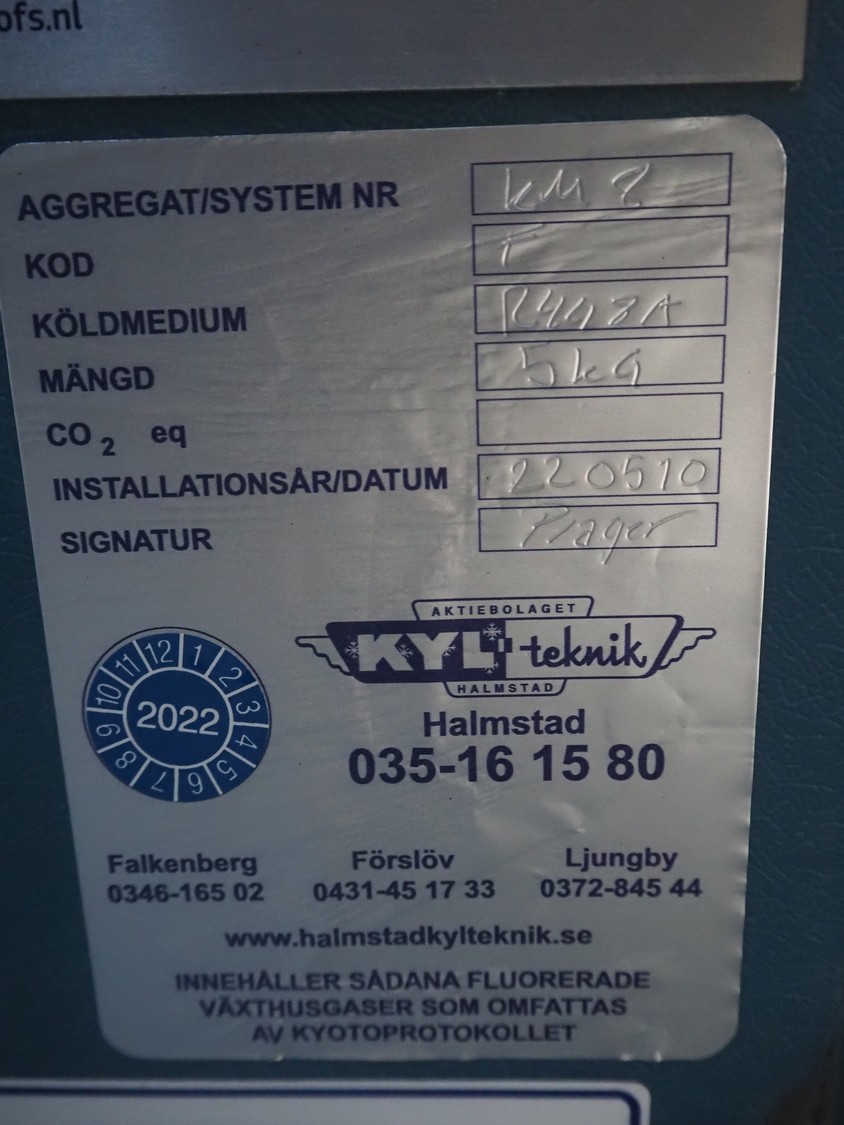 ofs.nl
AGGREGAT/SYSTEM NR KM 8
KOD
KÖLDMEDIUM R448A
MÄNGD 5kg
CO2 eq
INSTALLATIONSÅR/DATUM 220510
SIGNATUR Prager
AKTIEBOLAGET
KYL teknik
HALMSTAD
12 1 2 3 4 5 6 7 8 9 10 11
2022
Halmstad
035-16 15 80
Falkenberg Förslöv Ljungby
0346-165 02 0431-45 17 33 0372-845 44
www.halmstadkylteknik.se
INNEHÅLLER SÅDANA FLUORERADE
VÄXTHUSGASER SOM OMFATTAS
AV KYOTOPROTOKOLLET